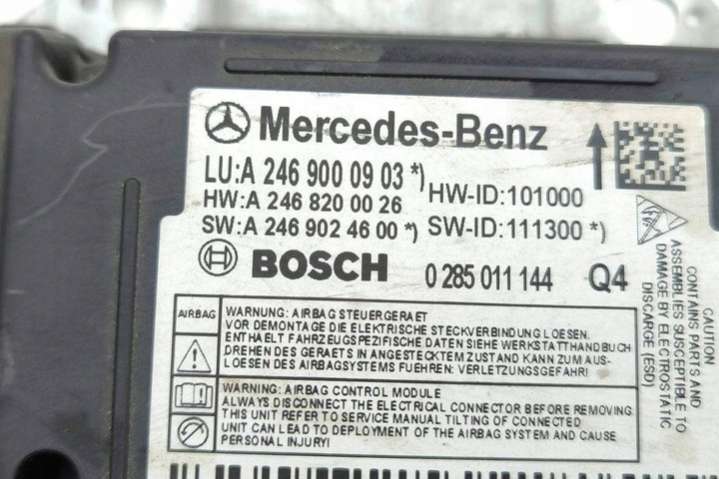 Mercedes-Benz
LU:A 246 900 09 03 *)
HW-ID:101000
HW:A 246 820 00 26
SW:A 246 902 46 00 *)
SW-ID:111300 *)
BOSCH
0 285 011 144
Q4
AIRBAG
WARNUNG: AIRBAG STEUERGERAET
VOR DEMONTAGE DIE ELEKTRISCHE STECKVERBINDUNG LOESEN.
ENTHAELT FAHRZEUGSPEZIFISCHE DATEN SIEHE WERKSTATTHANDBUCH
DREHEN DES GERAETS IN ANGESTECKTEM ZUSTAND KANN ZUM AUS-
LOESEN DES AIRBAGSYSTEMS FUEHREN: VERLETZUNGSGEFAHR!
WARNING: AIRBAG CONTROL MODULE
ALWAYS DISCONNECT THE ELECTRICAL CONNECTOR BEFORE REMOVING
THIS UNIT REFER TO SERVICE MANUAL TILTING OF CONNECTED
UNIT CAN LEAD TO DEPLOYMENT OF THE AIRBAG SYSTEM AND CAUSE
PERSONAL INJURY!
CAUTION
CONTAINS PARTS AND
ASSEMBLIES SUSCEPTIBLE TO
DAMAGE BY ELECTROSTATIC
DISCARGE (ESD)